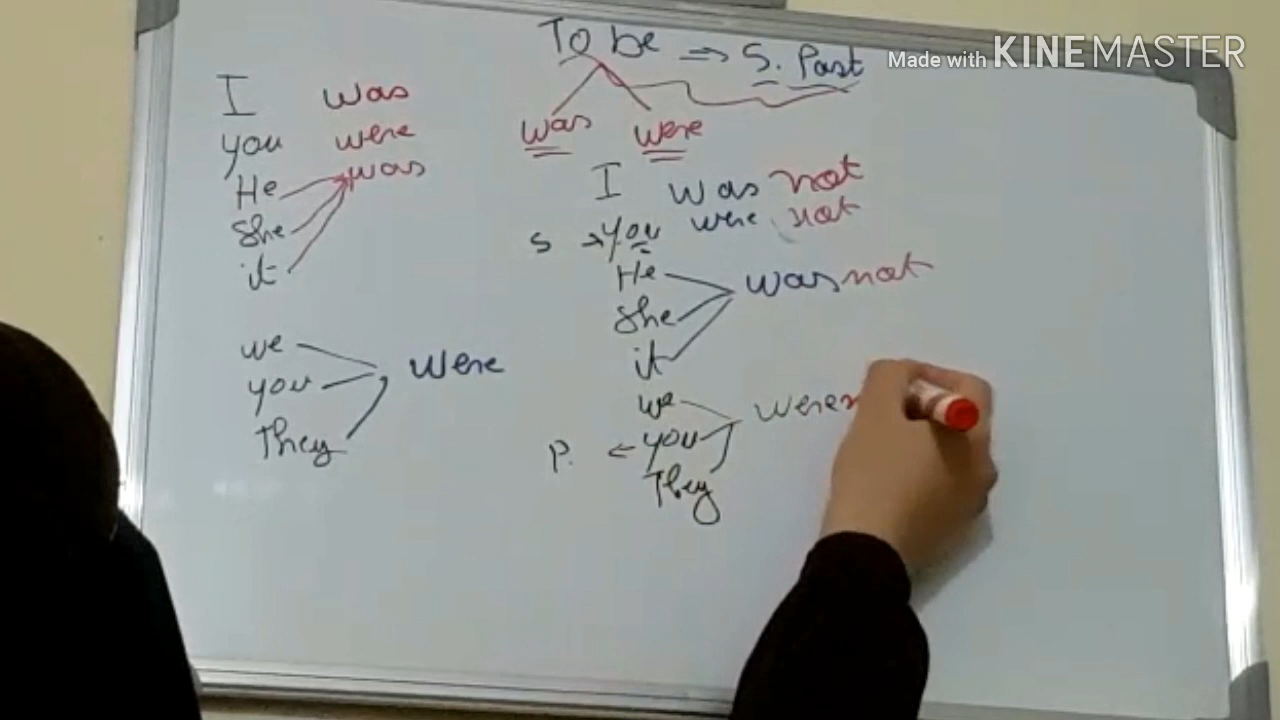 Made with KINEMASTER
To be ⇒ S. Past
was were
I was
you were
He was
She
it
we
you were
They
I was not
S → you were not
He
She was not
it
we were
P. ← you
They